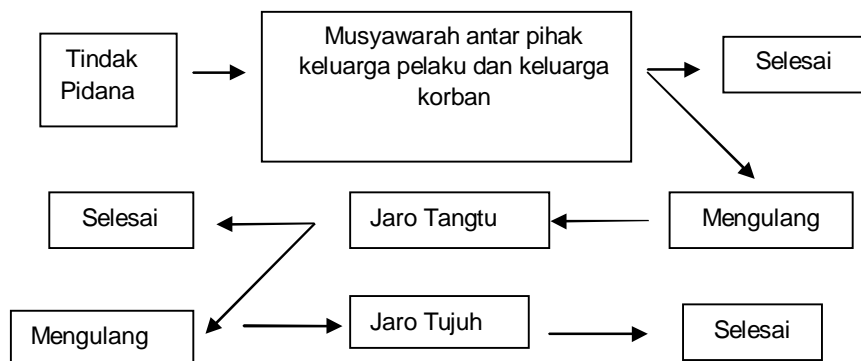 Tindak
Pidana
Musyawarah antar pihak
keluarga pelaku dan keluarga
korban
Selesai
Selesai
Jaro Tangtu
Mengulang
Mengulang
Jaro Tujuh
Selesai